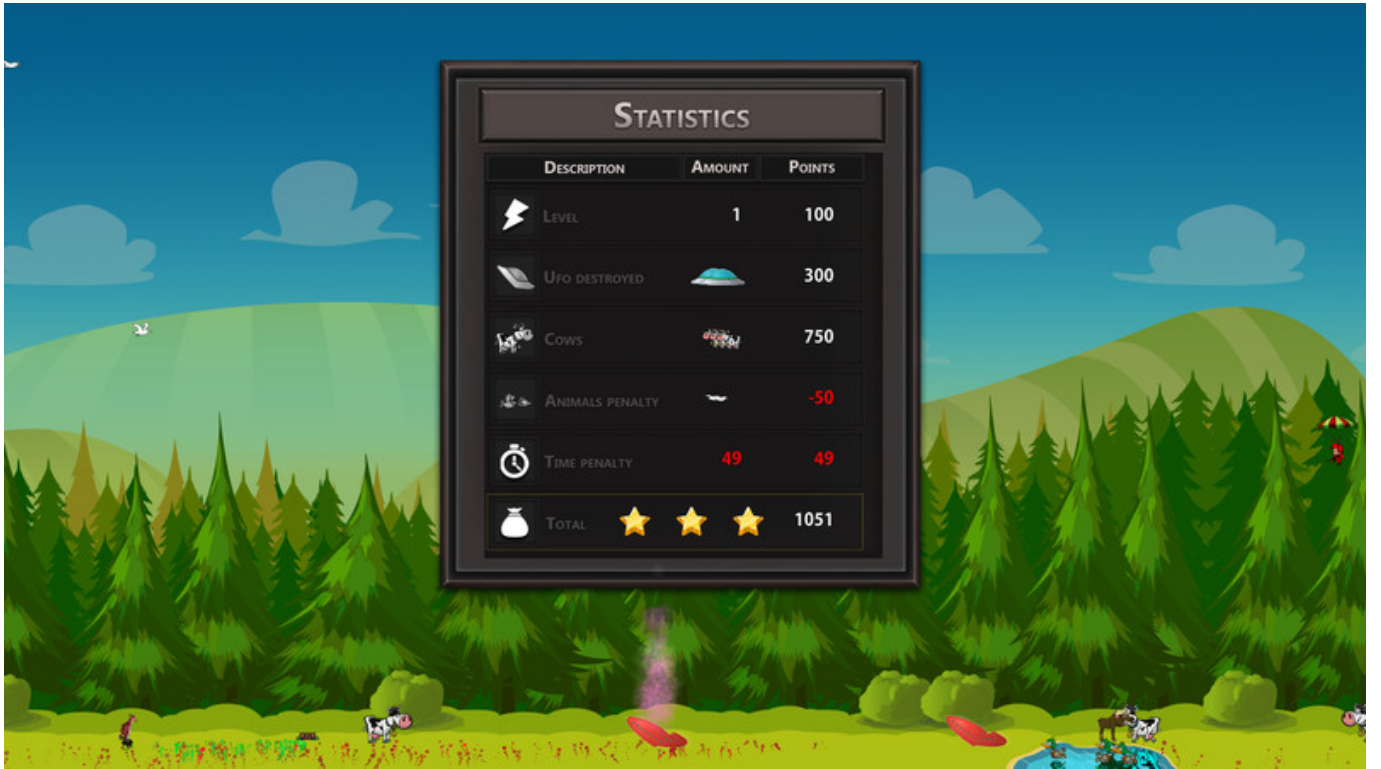 STATISTICS
DESCRIPTION AMOUNT POINTS
LEVEL 1 100
UFO DESTROYED 300
COWS 750
ANIMALS PENALTY -50
TIME PENALTY 49 49
TOTAL 1051